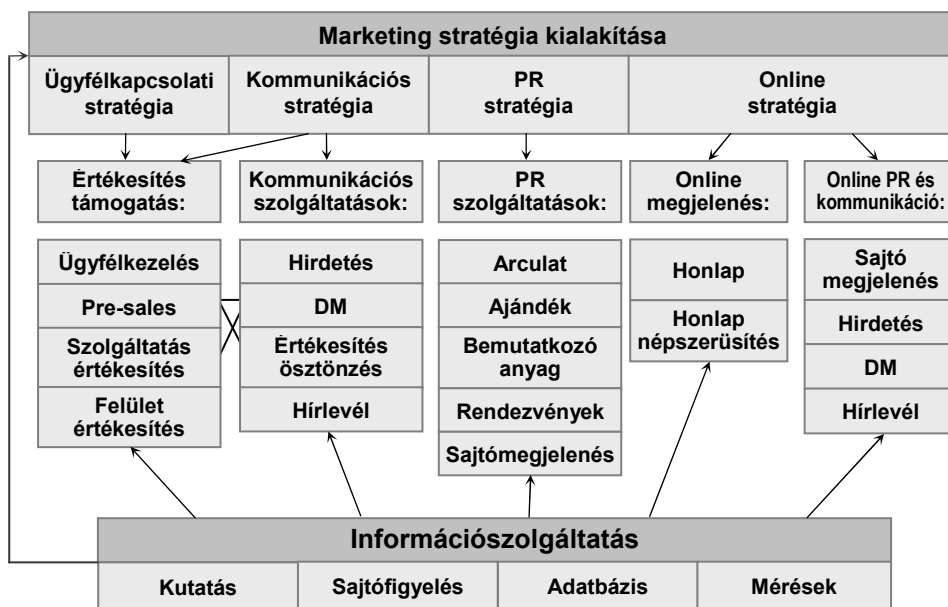 Marketing stratégia kialakítása
Ügyfélkapcsolati
stratégia
Kommunikációs
stratégia
PR
stratégia
Online
stratégia
Értékesítés
támogatás:
Kommunikációs
szolgáltatások:
PR
szolgáltatások:
Online
megjelenés:
Online PR és
kommunikáció:
Ügyfélkezelés
Pre-sales
Szolgáltatás
értékesítés
Felület
értékesítés
Hirdetés
DM
Értékesítés
ösztönzés
Hírlevél
Arculat
Ajándék
Bemutatkozó
anyag
Rendezvények
Sajtómegjelenés
Honlap
Honlap
népszerüsítés
Sajtó
megjelenés
Hirdetés
DM
Hírlevél
Információszolgáltatás
Kutatás
Sajtófigyelés
Adatbázis
Mérések